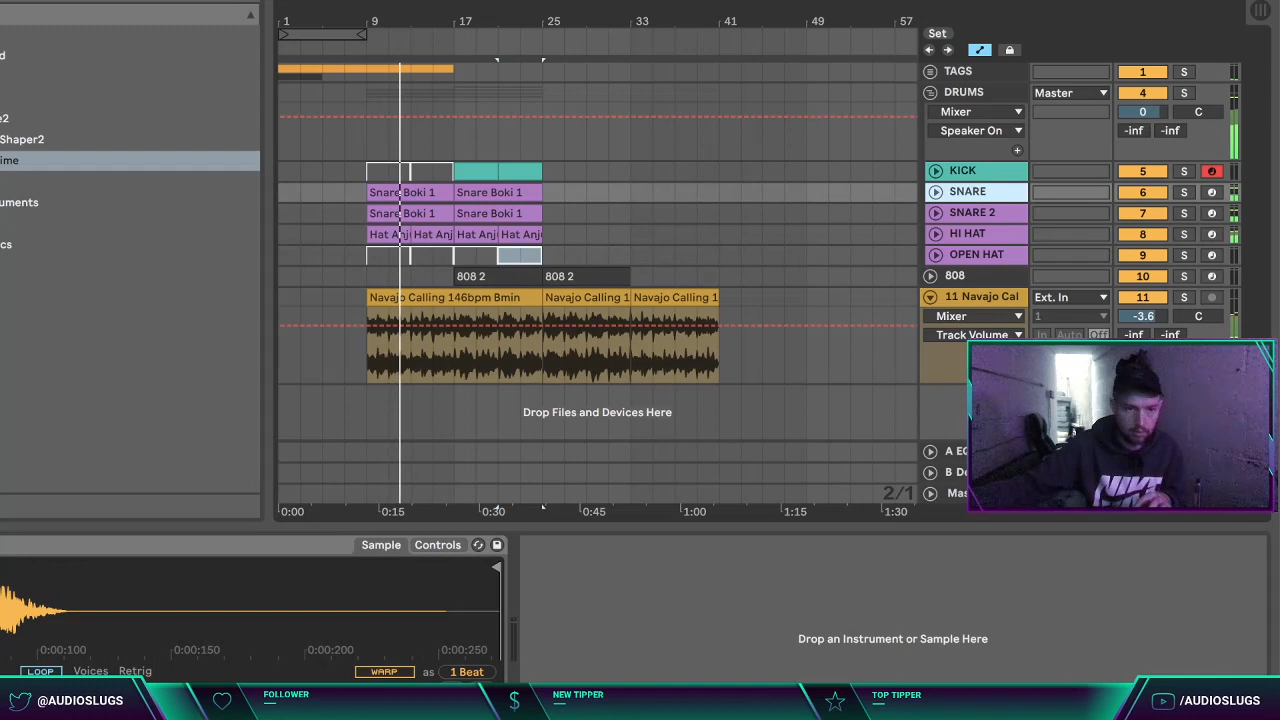 1 9 17 25 33 41 49 57
Set
TAGS 1 S
DRUMS Master 4 S
Mixer 0 C
Speaker On -inf -inf
KICK 5 S
Snare Boki 1 Snare Boki 1 SNARE 6 S
Shaper2
ime
Snare Boki 1 Snare Boki 1 SNARE 2 7 S
Hat Anj Hat Anj Hat Anj Hat Anj HI HAT 8 S
OPEN HAT 9 S
uments
cs
808 2 808 2 808 10 S
Navajo Calling 146bpm Bmin Navajo Calling 1 Navajo Calling 1 11 Navajo Cal Ext. In 11 S
Mixer 1 -3.6 C
Track Volume In Auto Off -inf -inf
Drop Files and Devices Here
2/1
0:00 0:15 0:30 0:45 1:00 1:15 1:30
NIKE
Sample Controls
0:00:100 0:00:150 0:00:200 0:00:250
LOOP Voices Retrig WARP as 1 Beat
Drop an Instrument or Sample Here
@AUDIOSLUGS FOLLOWER NEW TIPPER TOP TIPPER /AUDIOSLUGS